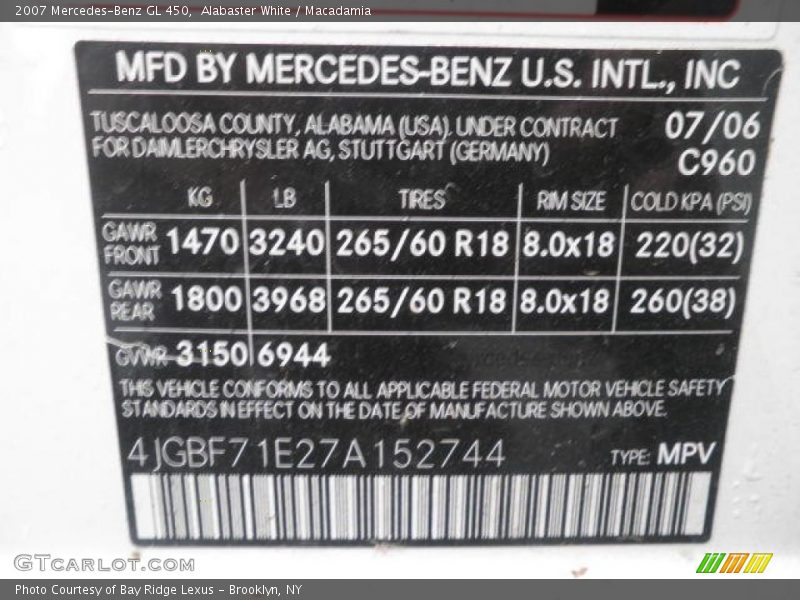 2007 Mercedes-Benz GL 450, Alabaster White / Macadamia
MFD BY MERCEDES-BENZ U.S. INTL., INC
TUSCALOOSA COUNTY, ALABAMA (USA). UNDER CONTRACT 07/06
FOR DAIMLERCHRYSLER AG, STUTTGART (GERMANY) C960
KG LB TIRES RIM SIZE COLD KPA (PSI)
GAWR FRONT 1470 3240 265/60 R18 8.0x18 220(32)
GAWR REAR 1800 3968 265/60 R18 8.0x18 260(38)
GVWR 3150 6944
THIS VEHICLE CONFORMS TO ALL APPLICABLE FEDERAL MOTOR VEHICLE SAFETY
STANDARDS IN EFFECT ON THE DATE OF MANUFACTURE SHOWN ABOVE.
4JGBF71E27A152744 TYPE: MPV
GTCARLOT.COM
Photo Courtesy of Bay Ridge Lexus - Brooklyn, NY